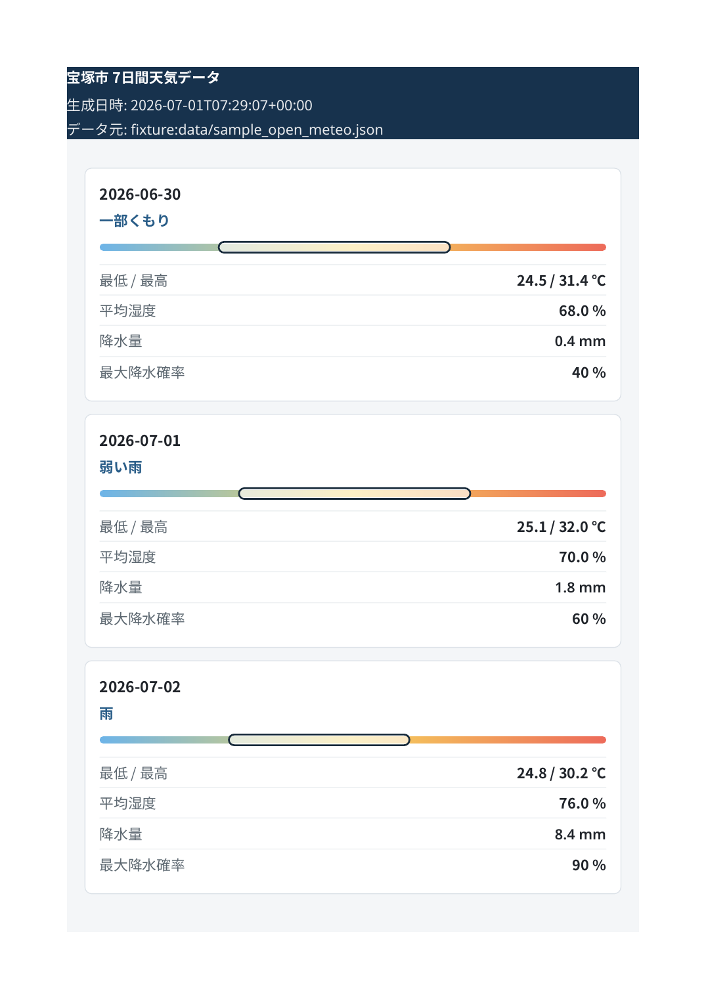 宝塚市 7日間天気データ
生成日時: 2026-07-01T07:29:07+00:00
データ元: fixture:data/sample_open_meteo.json
2026-06-30
一部くもり
最低 / 最高 24.5 / 31.4 °C
平均湿度 68.0 %
降水量 0.4 mm
最大降水確率 40 %
2026-07-01
弱い雨
最低 / 最高 25.1 / 32.0 °C
平均湿度 70.0 %
降水量 1.8 mm
最大降水確率 60 %
2026-07-02
雨
最低 / 最高 24.8 / 30.2 °C
平均湿度 76.0 %
降水量 8.4 mm
最大降水確率 90 %